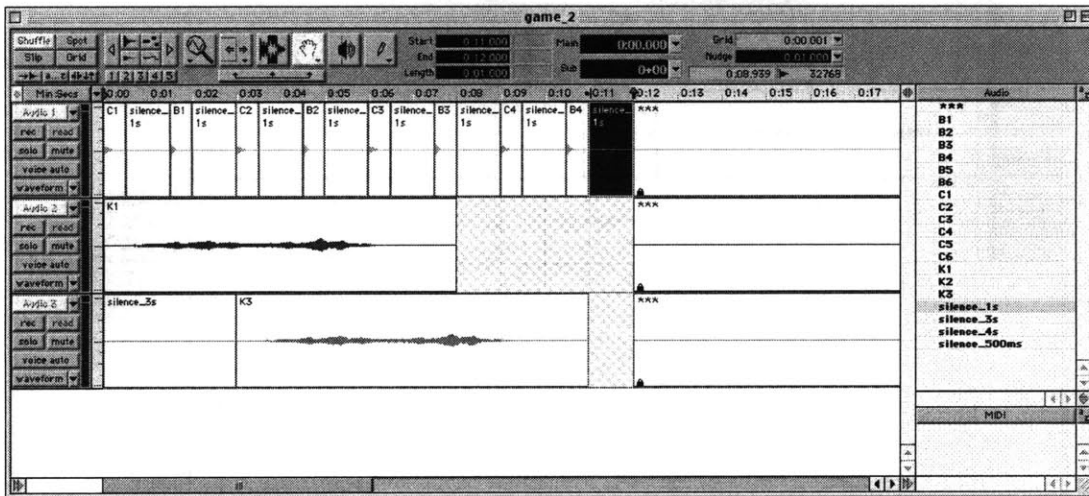 game_2
Shuffle Spot
Slip Grid
1 2 3 4 5
Start 0:11.000
End 0:12.000
Length 0:01.000
Main 0:00.000
Sub 0+00
Grid 0:00.001
Nudge 0:01.000
0:08.939 32768
Min:Secs 0:00 0:01 0:02 0:03 0:04 0:05 0:06 0:07 0:08 0:09 0:10 0:11 0:12 0:13 0:14 0:15 0:16 0:17
Audio 1
rec read
solo mute
voice auto
waveform
C1 silence_ B1 silence_ C2 silence_ B2 silence_ C3 silence_ B3 silence_ C4 silence_ B4 silence_ ***
1s 1s 1s 1s 1s 1s 1s 1s
Audio 2
rec read
solo mute
voice auto
waveform
K1 ***
Audio 3
rec read
solo mute
voice auto
waveform
silence_3s K3 ***
Audio
***
B1
B2
B3
B4
B5
B6
C1
C2
C3
C4
C5
C6
K1
K2
K3
silence_1s
silence_3s
silence_4s
silence_500ms
MIDI